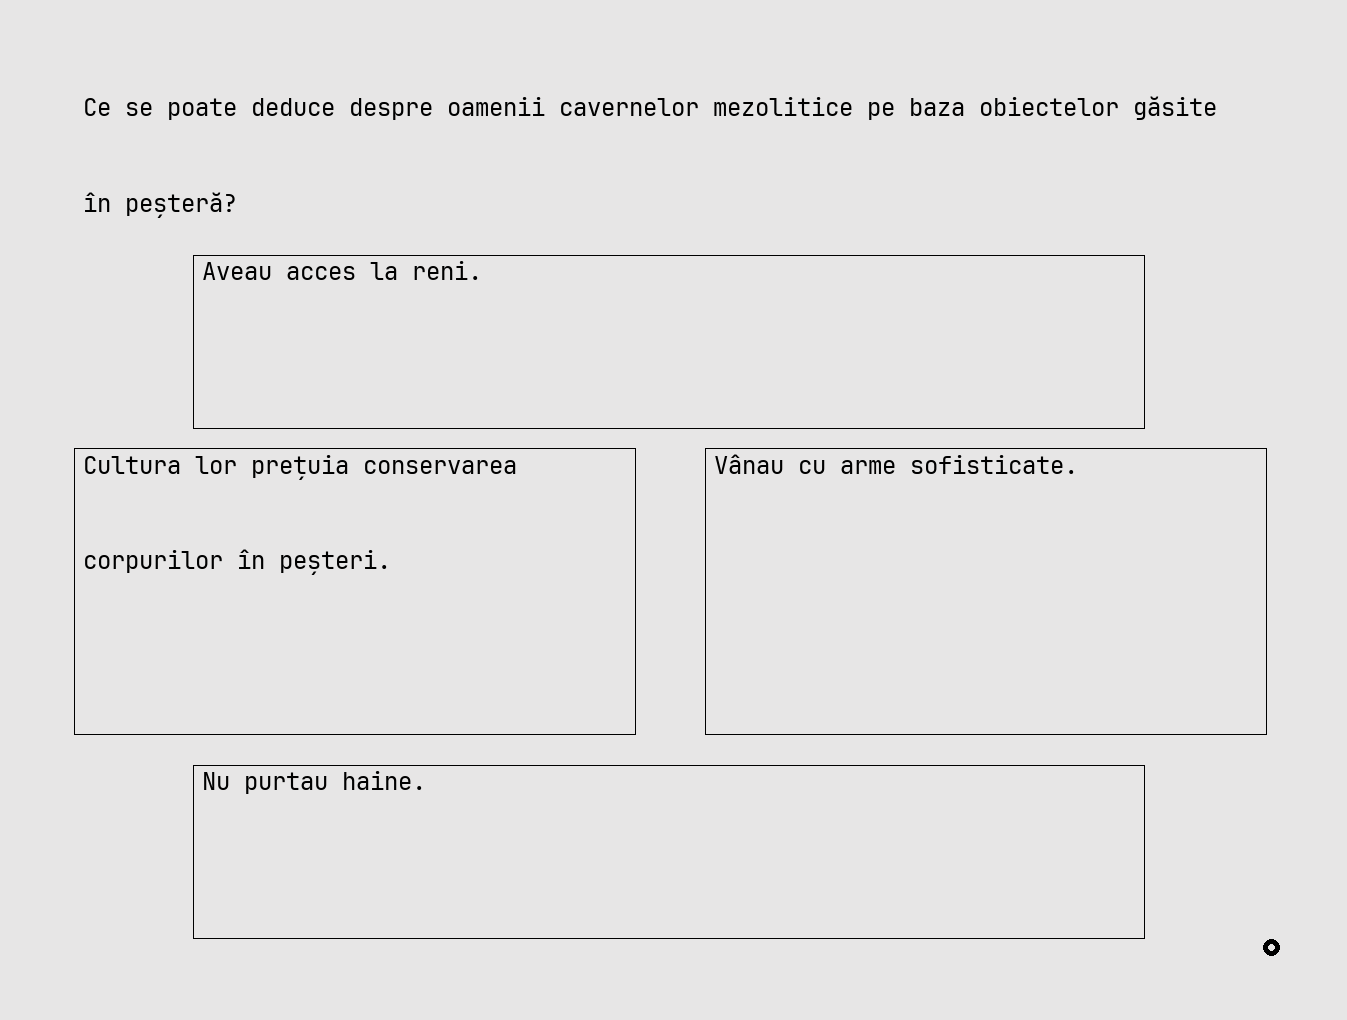 Ce se poate deduce despre oamenii cavernelor mezolitice pe baza obiectelor găsite
în peșteră?
Aveau acces la reni.
Cultura lor prețuia conservarea
corpurilor în peșteri.
Vânau cu arme sofisticate.
Nu purtau haine.